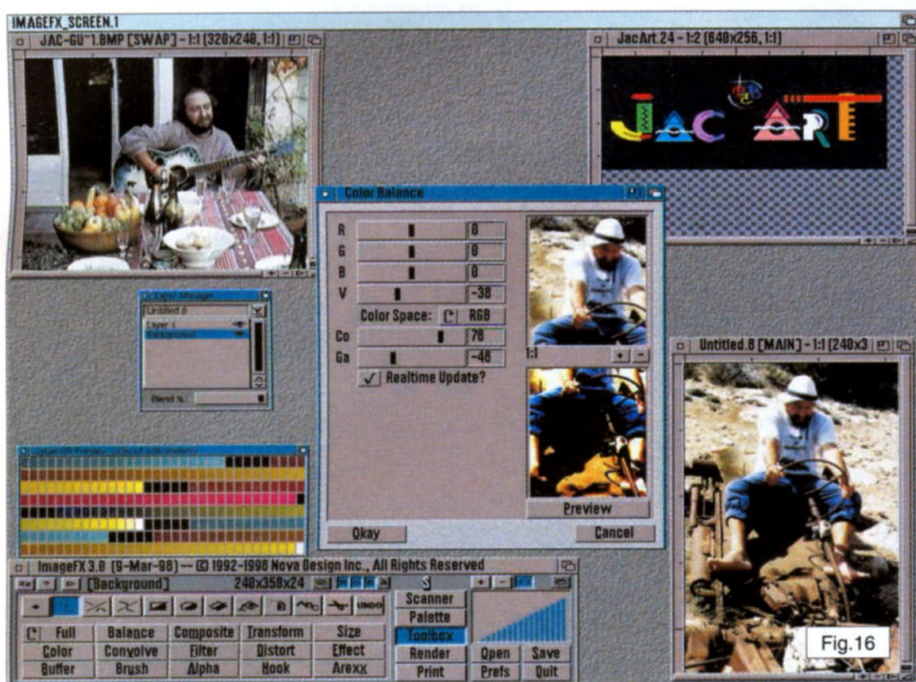 IMAGEFX_SCREEN.1
JAC-GU~1.BMP [SWAP] - 1:1 (320x240, 1:1)
JacArt.24 - 1:2 (640x256, 1:1)
JAC ART
Color Balance
R 0
G 0
B 0
V -38
Color Space: RGB
Co 78
Ga -48
Realtime Update?
1:1 + -
Preview
Okay Cancel
Layer Manager
Untitled.8
Layer 1
Background
Blend %
Untitled.8 [MAIN] - 1:1 (240x3
ImageFX 3.0 (9-Mar-98) -- © 1992-1998 Nova Design Inc., All Rights Reserved
[Background] 240x350x24 S + -
UNDO
Scanner
Palette
Toolbox
Render
Print
Full Balance Composite Transform Size
Color Convolve Filter Distort Effect
Buffer Brush Alpha Hook Arexx
Open Save
Prefs Quit
Fig.16